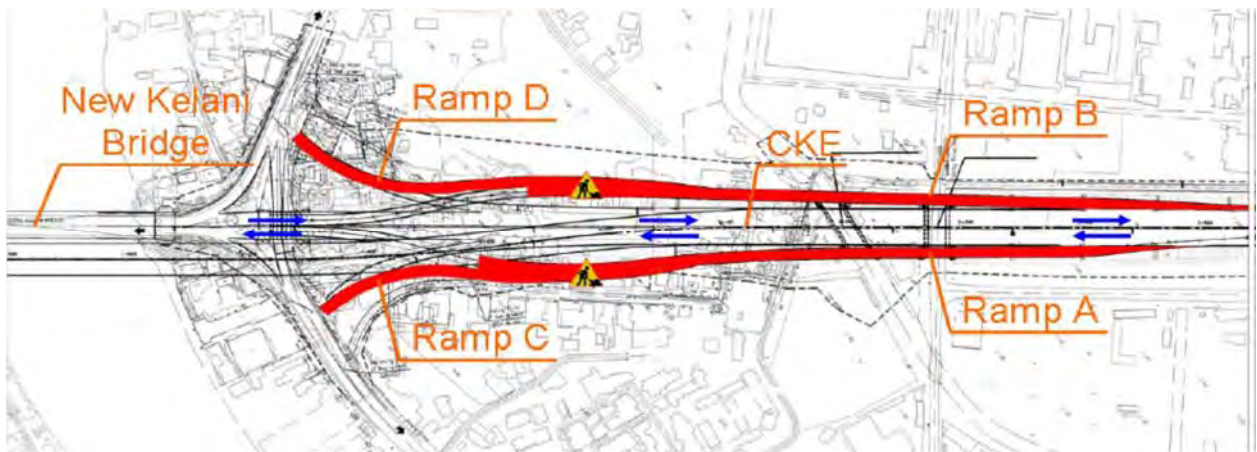 New Kelani
Bridge
Ramp D
CKE
Ramp B
Ramp C
Ramp A